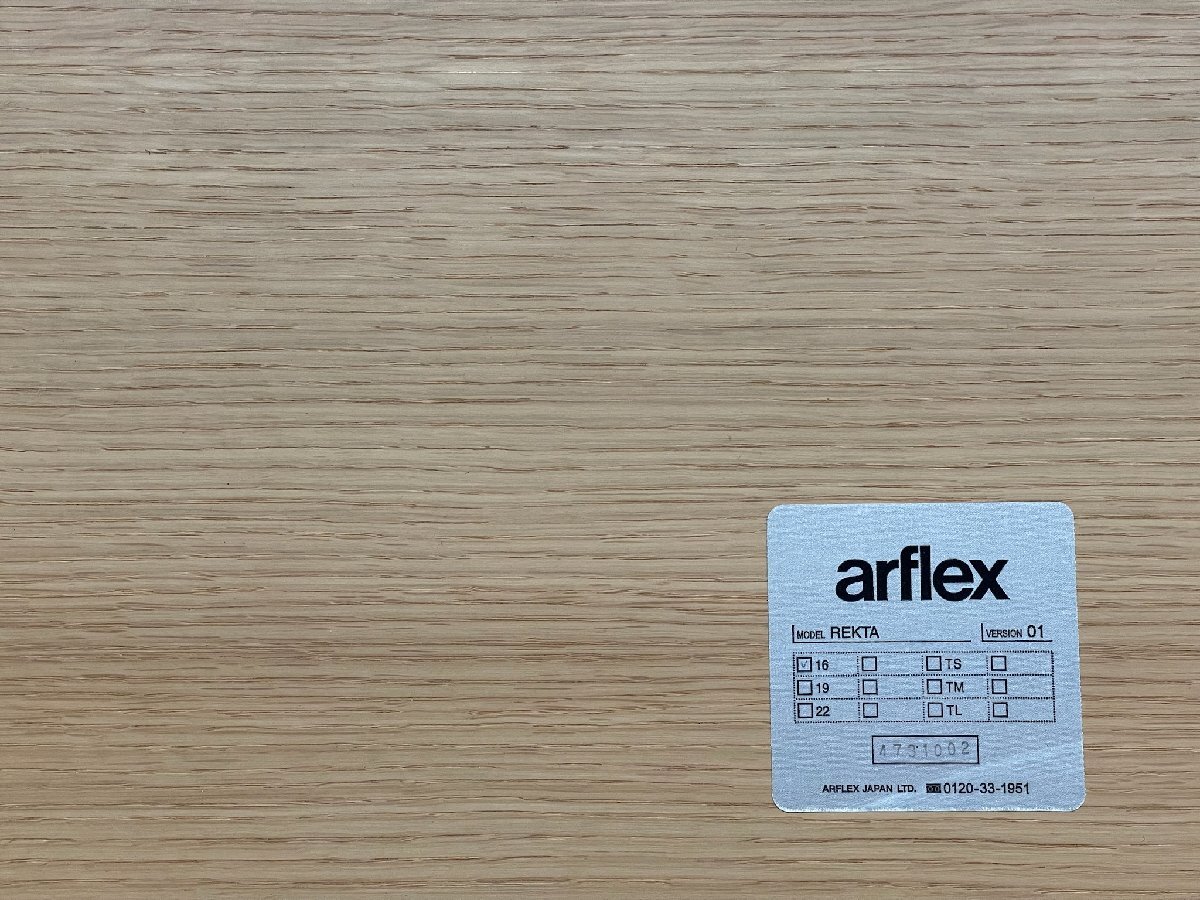 arflex
MODEL REKTA VERSION 01
16 TS
19 TM
22 TL
4731002
ARFLEX JAPAN LTD. 0120-33-1951